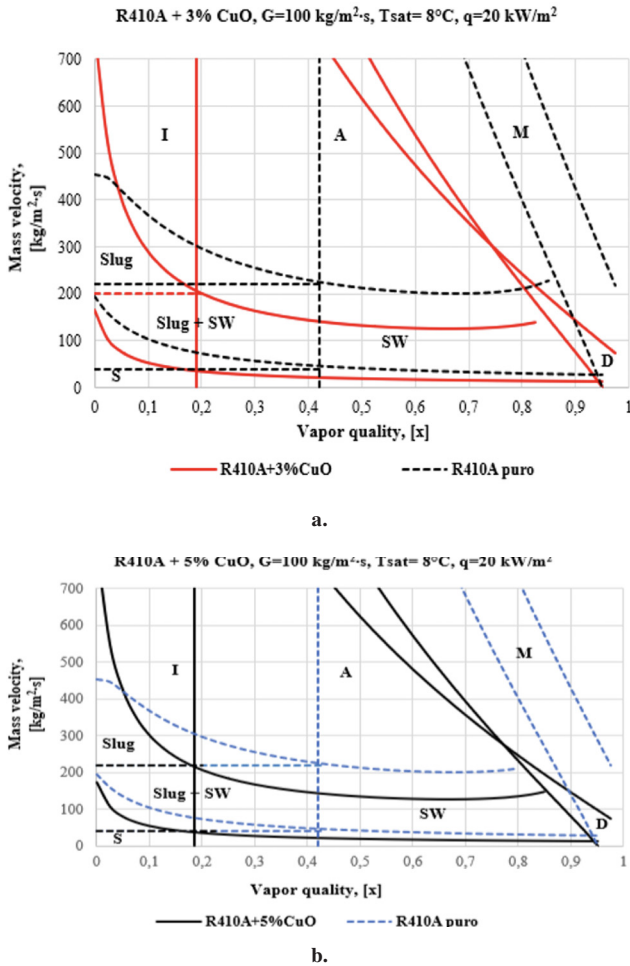 R410A + 3% CuO, G=100 kg/m²·s, Tsat= 8°C, q=20 kW/m²
Mass velocity,
[kg/m²·s]
700
600
500
400
300
200
100
0
I
A
M
Slug
Slug + SW
SW
S
D
0 0,1 0,2 0,3 0,4 0,5 0,6 0,7 0,8 0,9 1
Vapor quality, [x]
R410A+3%CuO R410A puro
a.
R410A + 5% CuO, G=100 kg/m²·s, Tsat= 8°C, q=20 kW/m²
Mass velocity,
[kg/m²·s]
700
600
500
400
300
200
100
0
I
A
M
Slug
Slug + SW
SW
S
D
0 0,1 0,2 0,3 0,4 0,5 0,6 0,7 0,8 0,9 1
Vapor quality, [x]
R410A+5%CuO R410A puro
b.